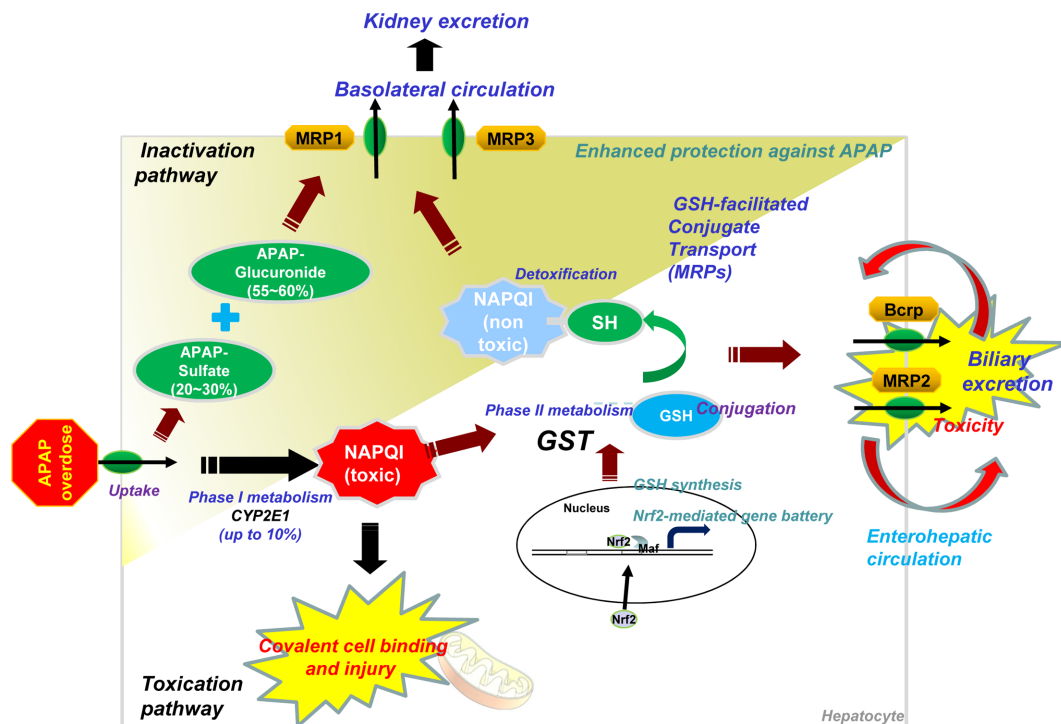 Kidney excretion
Basolateral circulation
MRP1
MRP3
Inactivation
pathway
Enhanced protection against APAP
GSH-facilitated
Conjugate
Transport
(MRPs)
APAP-
Glucuronide
(55~60%)
Detoxification
NAPQI
(non
toxic)
SH
Bcrp
APAP-
Sulfate
(20~30%)
MRP2
Biliary
excretion
Toxicity
Phase II metabolism
GSH
Conjugation
GST
APAP
overdose
Uptake
NAPQI
(toxic)
Phase I metabolism
CYP2E1
(up to 10%)
GSH synthesis
Nucleus
Nrf2-mediated gene battery
Nrf2
Maf
Nrf2
Enterohepatic
circulation
Covalent cell binding
and injury
Toxication
pathway
Hepatocyte